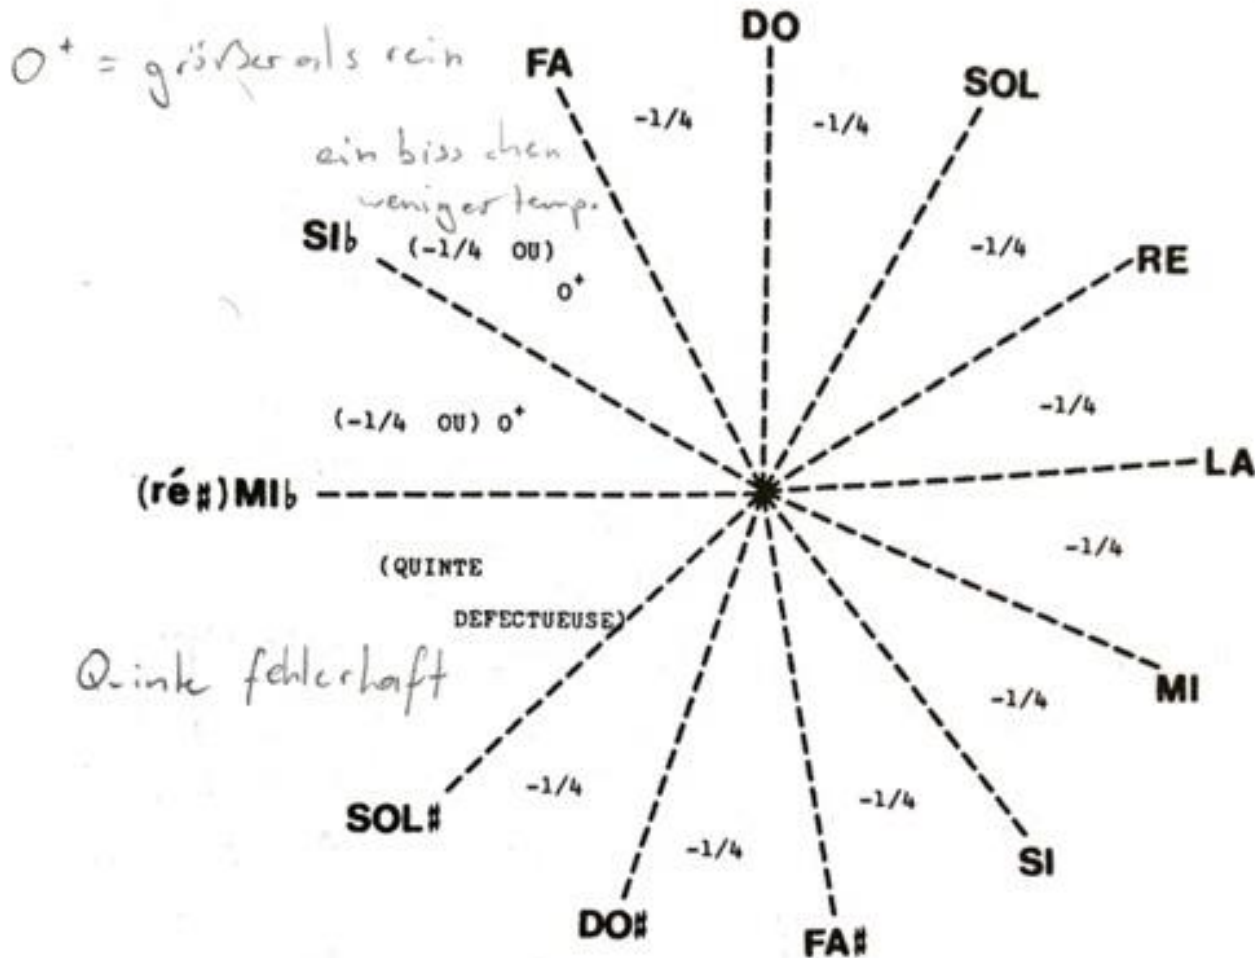 DO
O⁺ = größer als rein
FA
SOL
-1/4
-1/4
ein bisschen
weniger temp.
SI♭
(-1/4 OU)
-1/4
RE
O⁺
(-1/4 OU) O⁺
-1/4
LA
(ré♯)MI♭
-1/4
(QUINTE
DEFECTUEUSE)
Quinte fehlerhaft
MI
-1/4
-1/4
-1/4
SOL♯
-1/4
SI
DO♯
FA♯